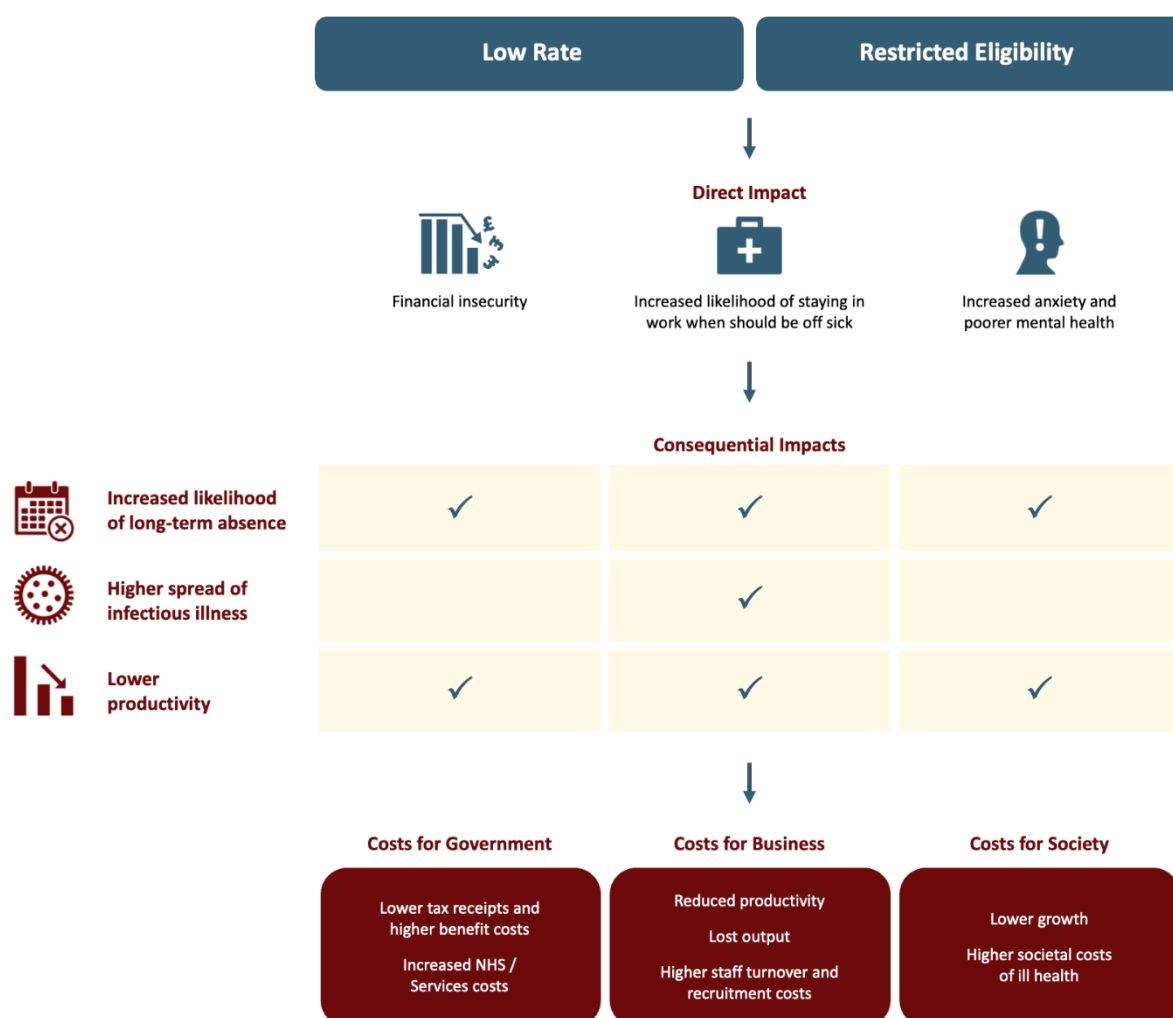 Low Rate
Restricted Eligibility
Direct Impact
£
£
£
Financial insecurity
Increased likelihood of staying in
work when should be off sick
Increased anxiety and
poorer mental health
Consequential Impacts
Increased likelihood
of long-term absence
Higher spread of
infectious illness
Lower
productivity
Costs for Government
Costs for Business
Costs for Society
Lower tax receipts and
higher benefit costs
Increased NHS /
Services costs
Reduced productivity
Lost output
Higher staff turnover and
recruitment costs
Lower growth
Higher societal costs
of ill health